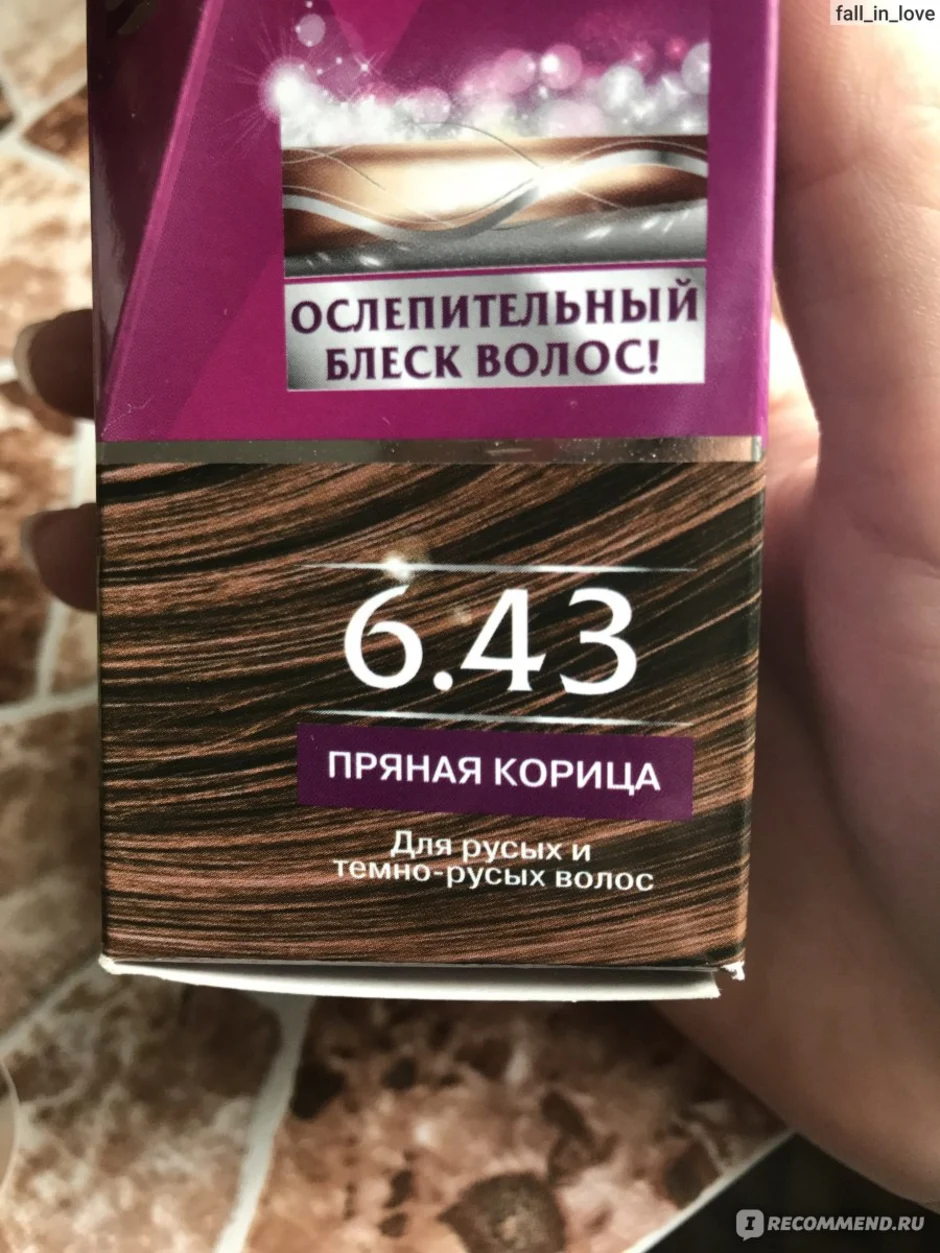 fall_in_love
ОСЛЕПИТЕЛЬНЫЙ
БЛЕСК ВОЛОС!
6.43
ПРЯНАЯ КОРИЦА
Для русых и
темно-русых волос
I RECOMMEND.RU